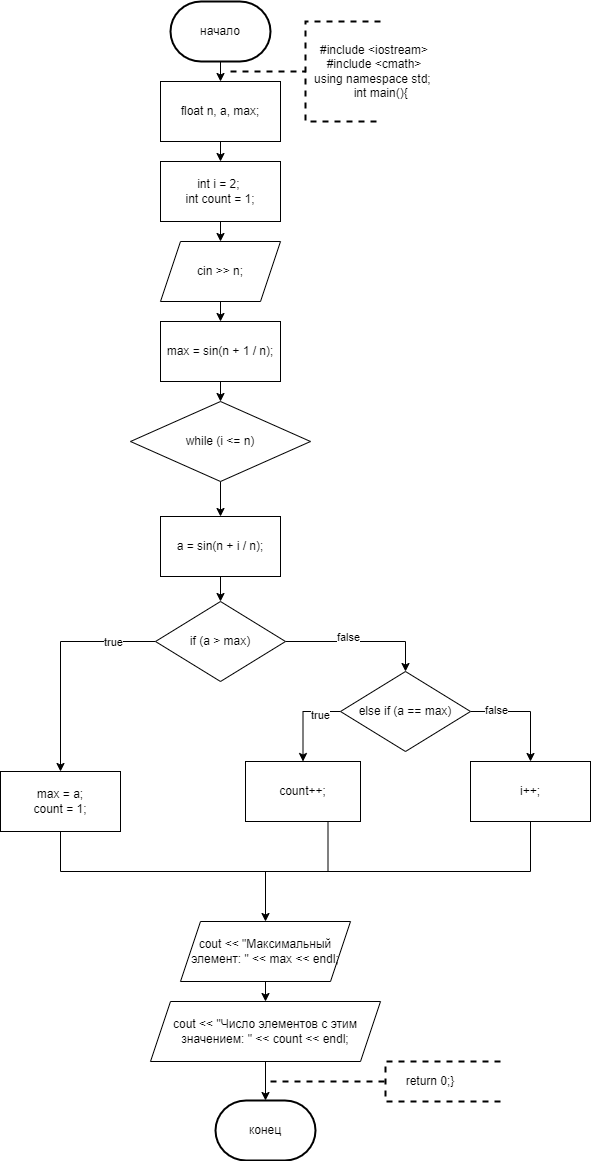 начало
#include <iostream>
#include <cmath>
using namespace std;
int main(){
float n, a, max;
int i = 2;
int count = 1;
cin >> n;
max = sin(n + 1 / n);
while (i <= n)
a = sin(n + i / n);
if (a > max)
true
false
else if (a == max)
true
false
max = a;
count = 1;
count++;
i++;
cout << "Максимальный
элемент: " << max << endl;
cout << "Число элементов с этим
значением: " << count << endl;
return 0;}
конец